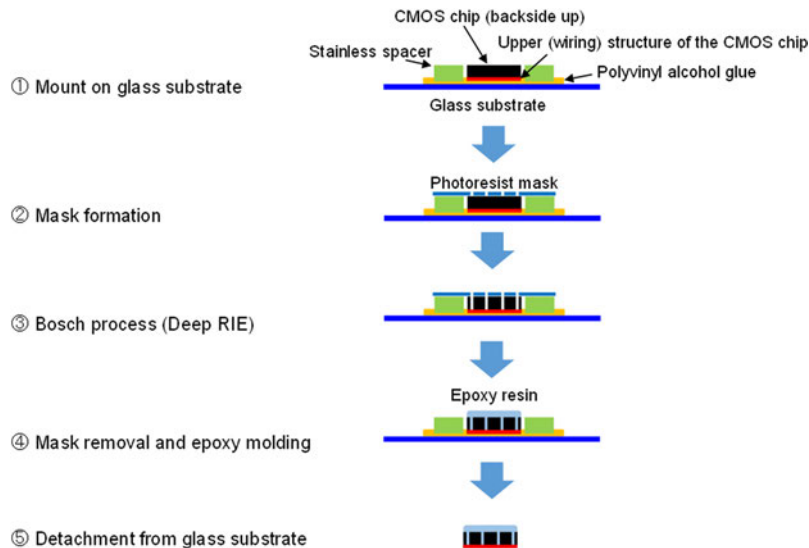 CMOS chip (backside up)
Upper (wiring) structure of the CMOS chip
Stainless spacer
Polyvinyl alcohol glue
① Mount on glass substrate
Glass substrate
Photoresist mask
② Mask formation
③ Bosch process (Deep RIE)
Epoxy resin
④ Mask removal and epoxy molding
⑤ Detachment from glass substrate